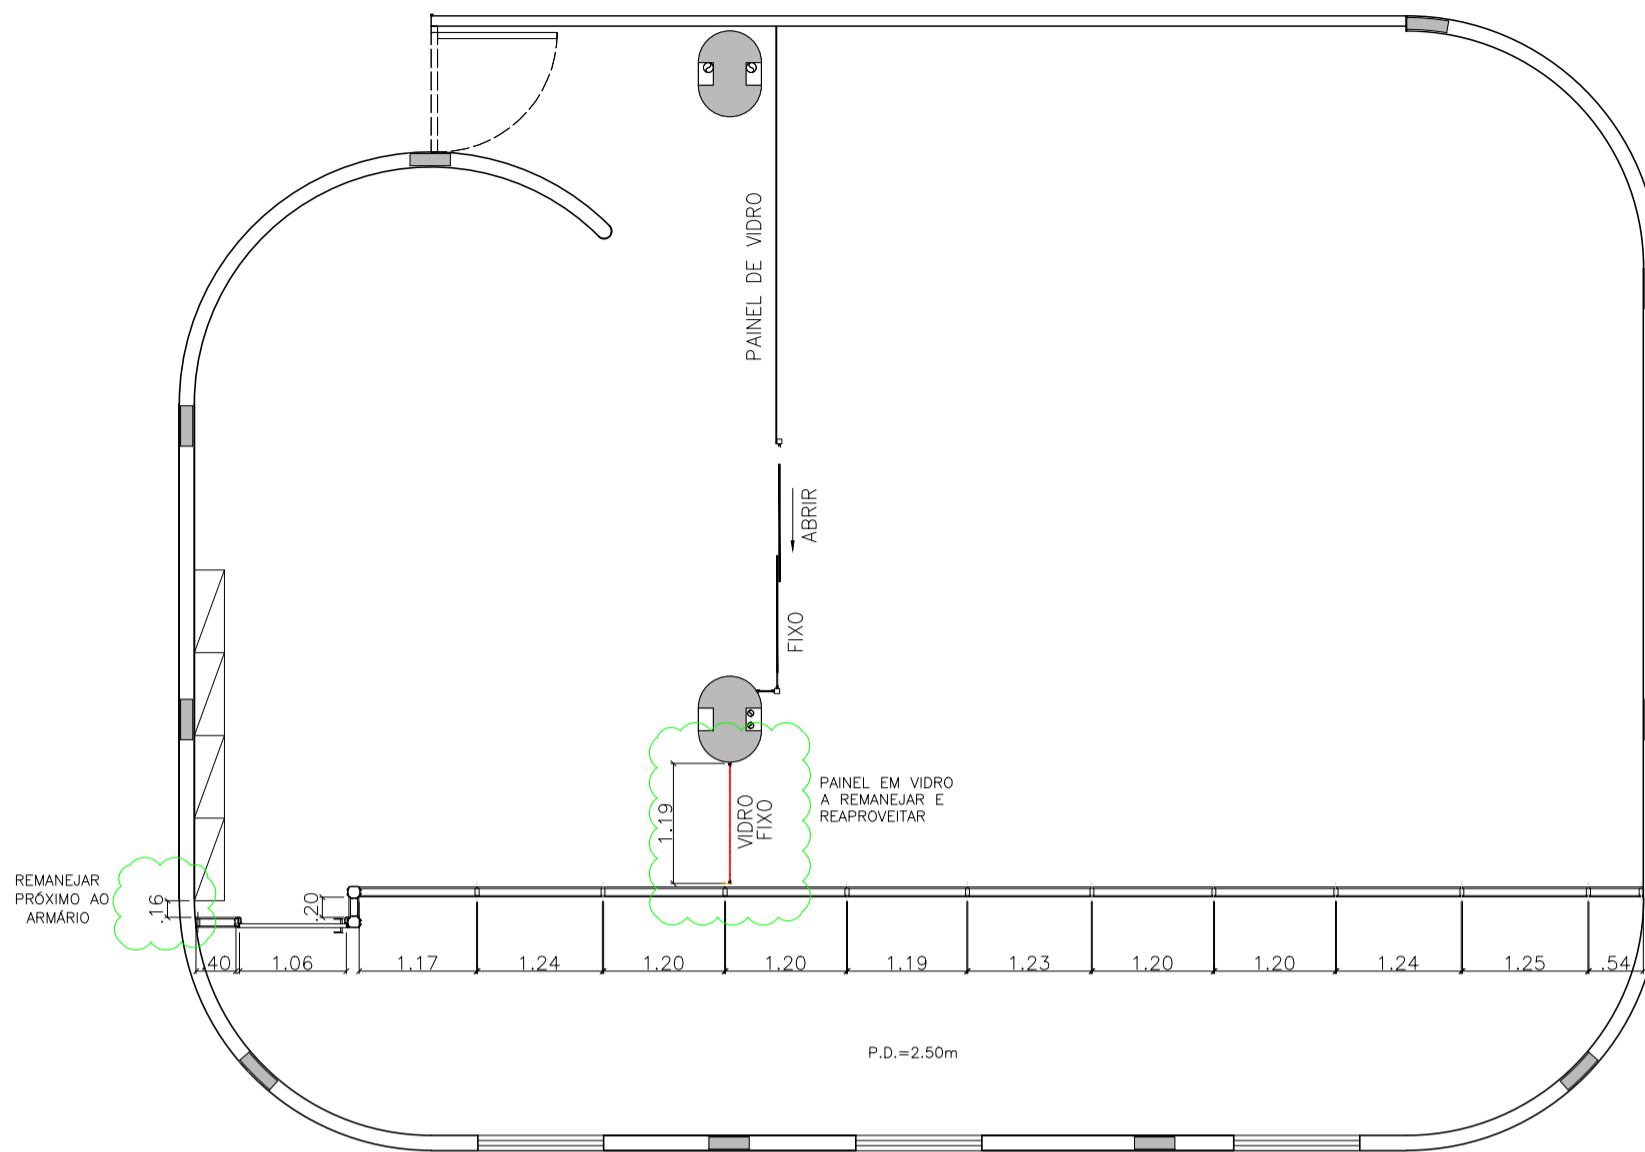 PAINEL DE VIDRO
ABRIR
FIXO
PAINEL EM VIDRO
A REMANEJAR E
REAPROVEITAR
1.19
VIDRO
FIXO
REMANEJAR
PRÓXIMO AO
ARMÁRIO
.16
.20
.40
1.06
1.17
1.24
1.20
1.20
1.19
1.23
1.20
1.20
1.24
1.25
.54
P.D.=2.50m